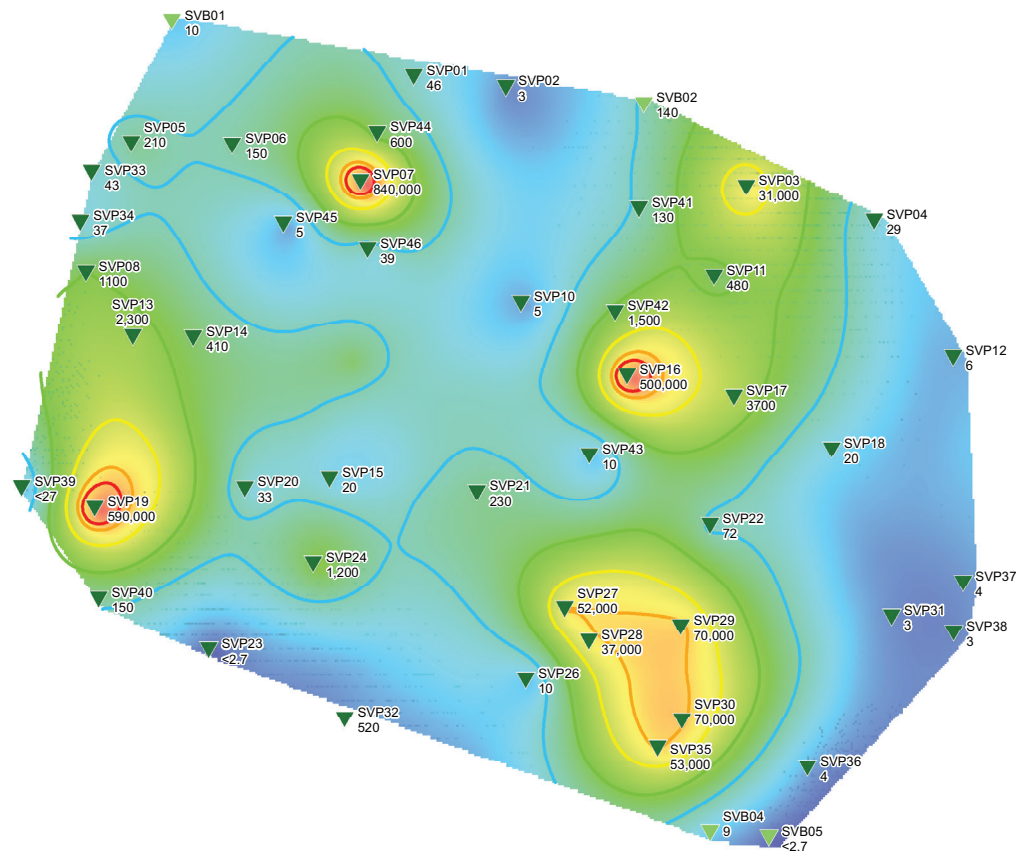 SVB01
10
SVP01
46
SVP02
3
SVB02
140
SVP05
210
SVP06
150
SVP44
600
SVP33
43
SVP07
840,000
SVP03
31,000
SVP34
37
SVP45
5
SVP46
39
SVP41
130
SVP04
29
SVP08
1100
SVP11
480
SVP13
2,300
SVP14
410
SVP10
5
SVP42
1,500
SVP12
6
SVP16
500,000
SVP17
3700
SVP18
20
SVP43
10
SVP39
<27
SVP20
33
SVP15
20
SVP21
230
SVP19
590,000
SVP22
72
SVP24
1,200
SVP40
150
SVP27
52,000
SVP37
4
SVP31
3
SVP38
3
SVP28
37,000
SVP29
70,000
SVP23
<2.7
SVP26
10
SVP32
520
SVP30
70,000
SVP35
53,000
SVP36
4
SVB04
9
SVB05
<2.7